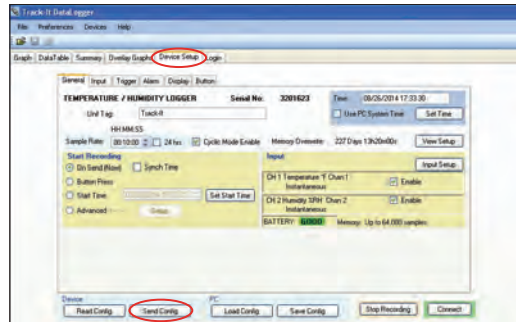 Track-It DataLogger
File Preferences Devices Help
Graph DataTable Summary Overlay Graphs Device Setup Login
General Input Trigger Alarm Display Button
TEMPERATURE / HUMIDITY LOGGER Serial No: 3201623 Time: 08/26/2014 17:33:30
Unit Tag: Track-It Use PC System Time Set Time
HH:MM:SS
Sample Rate: 00:10:00 24 hrs Cyclic Mode Enable Memory Overwrite: 227 Days 13h20m00s View Setup
Start Recording Input
On Send (Now) Synch Time Input Setup
CH 1 Temperature °F Chan 1
Button Press Instantaneous Enable
Start Time Set Start Time CH 2 Humidity %RH Chan 2 Enable
Advanced Setup Instantaneous
BATTERY: GOOD Memory: Up to 64,000 samples
Device PC
Read Config Send Config Load Config Save Config Stop Recording Connect